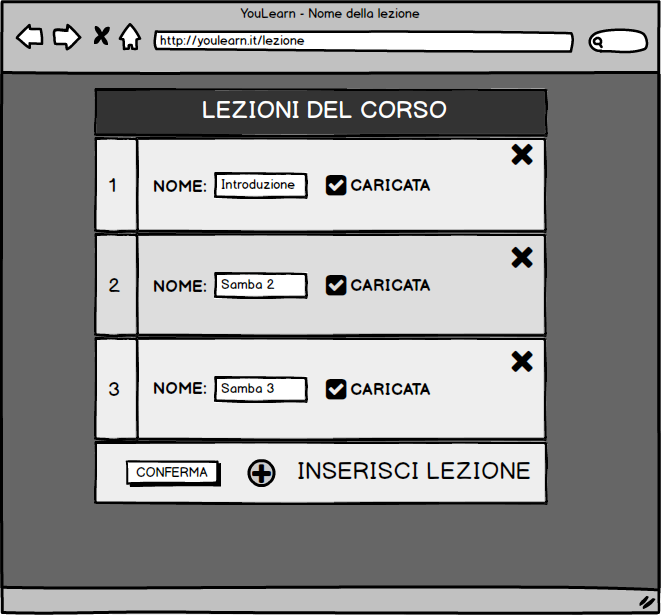 YouLearn - Nome della lezione
http://youlearn.it/lezione
LEZIONI DEL CORSO
1 NOME: Introduzione CARICATA
2 NOME: Samba 2 CARICATA
3 NOME: Samba 3 CARICATA
CONFERMA INSERISCI LEZIONE